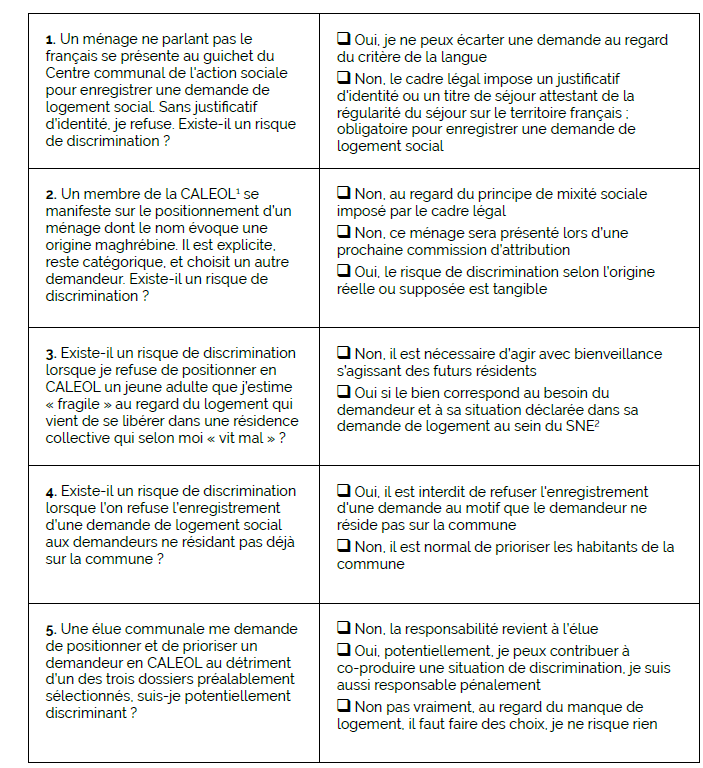 1. Un ménage ne parlant pas le
français se présente au guichet du
Centre communal de l'action sociale
pour enregistrer une demande de
logement social. Sans justificatif
d'identité, je refuse. Existe-il un risque
de discrimination ?
❑ Oui, je ne peux écarter une demande au regard
du critère de la langue
❑ Non, le cadre légal impose un justificatif
d'identité ou un titre de séjour attestant de la
régularité du séjour sur le territoire français ;
obligatoire pour enregistrer une demande de
logement social
2. Un membre de la CALEOL¹ se
manifeste sur le positionnement d'un
ménage dont le nom évoque une
origine maghrébine. Il est explicite,
reste catégorique, et choisit un autre
demandeur. Existe-il un risque de
discrimination ?
❑ Non, au regard du principe de mixité sociale
imposé par le cadre légal
❑ Non, ce ménage sera présenté lors d'une
prochaine commission d'attribution
❑ Oui, le risque de discrimination selon l'origine
réelle ou supposée est tangible
3. Existe-il un risque de discrimination
lorsque je refuse de positionner en
CALEOL un jeune adulte que j'estime
« fragile » au regard du logement qui
vient de se libérer dans une résidence
collective qui selon moi « vit mal » ?
❑ Non, il est nécessaire d'agir avec bienveillance
s'agissant des futurs résidents
❑ Oui si le bien correspond au besoin du
demandeur et à sa situation déclarée dans sa
demande de logement au sein du SNE²
4. Existe-il un risque de discrimination
lorsque l'on refuse l'enregistrement
d'une demande de logement social
aux demandeurs ne résidant pas déjà
sur la commune ?
❑ Oui, il est interdit de refuser l'enregistrement
d'une demande au motif que le demandeur ne
réside pas sur la commune
❑ Non, il est normal de prioriser les habitants de la
commune
5. Une élue communale me demande
de positionner et de prioriser un
demandeur en CALEOL au détriment
d'un des trois dossiers préalablement
sélectionnés, suis-je potentiellement
discriminant ?
❑ Non, la responsabilité revient à l'élue
❑ Oui, potentiellement, je peux contribuer à
co-produire une situation de discrimination, je suis
aussi responsable pénalement
❑ Non pas vraiment, au regard du manque de
logement, il faut faire des choix, je ne risque rien